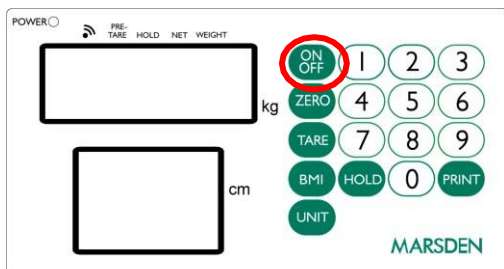 POWER
PRE-
TARE HOLD NET WEIGHT
ON
OFF
1 2 3
kg
ZERO 4 5 6
TARE 7 8 9
cm
BMI HOLD 0 PRINT
UNIT
MARSDEN